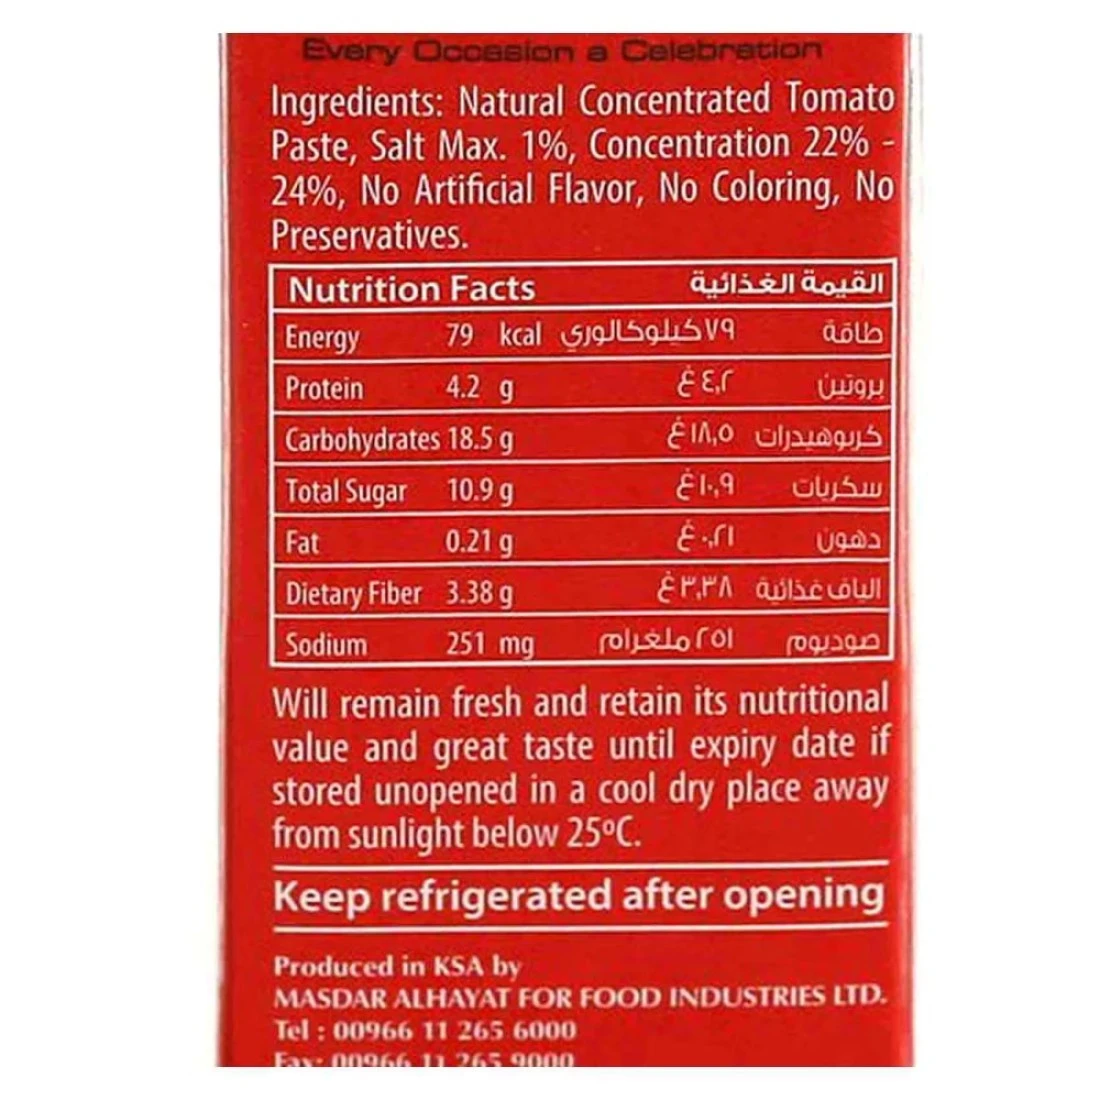 Every Occasion a Celebration
Ingredients: Natural Concentrated Tomato
Paste, Salt Max. 1%, Concentration 22% -
24%, No Artificial Flavor, No Coloring, No
Preservatives.
Nutrition Facts القيمة الغذائية
Energy 79 kcal ٧٩ كيلوكالوري طاقة
Protein 4.2 g ٤,٢ غ بروتين
Carbohydrates 18.5 g ١٨,٥ غ كربوهيدرات
Total Sugar 10.9 g ١٠,٩ غ سكريات
Fat 0.21 g ٠,٢١ غ دهون
Dietary Fiber 3.38 g ٣,٣٨ غ الياف غذائية
Sodium 251 mg ٢٥١ ملغرام صوديوم
Will remain fresh and retain its nutritional
value and great taste until expiry date if
stored unopened in a cool dry place away
from sunlight below 25ºC.
Keep refrigerated after opening
Produced in KSA by
MASDAR ALHAYAT FOR FOOD INDUSTRIES LTD.
Tel : 00966 11 265 6000
Fax: 00966 11 265 9000